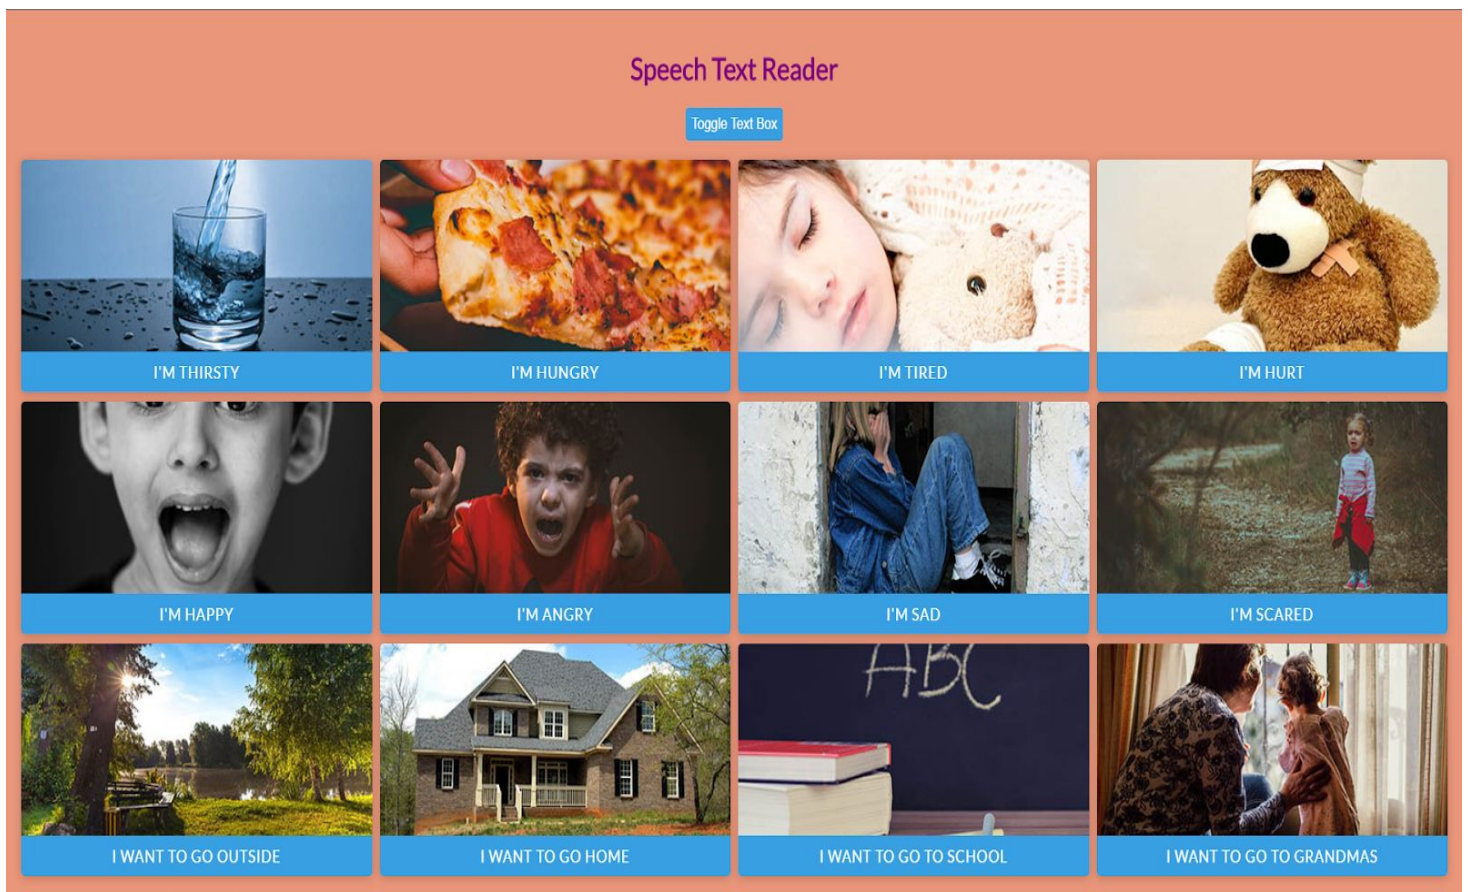 Speech Text Reader
Toggle Text Box
I'M THIRSTY
I'M HUNGRY
I'M TIRED
I'M HURT
I'M HAPPY
I'M ANGRY
I'M SAD
I'M SCARED
ABC
I WANT TO GO OUTSIDE
I WANT TO GO HOME
I WANT TO GO TO SCHOOL
I WANT TO GO TO GRANDMAS